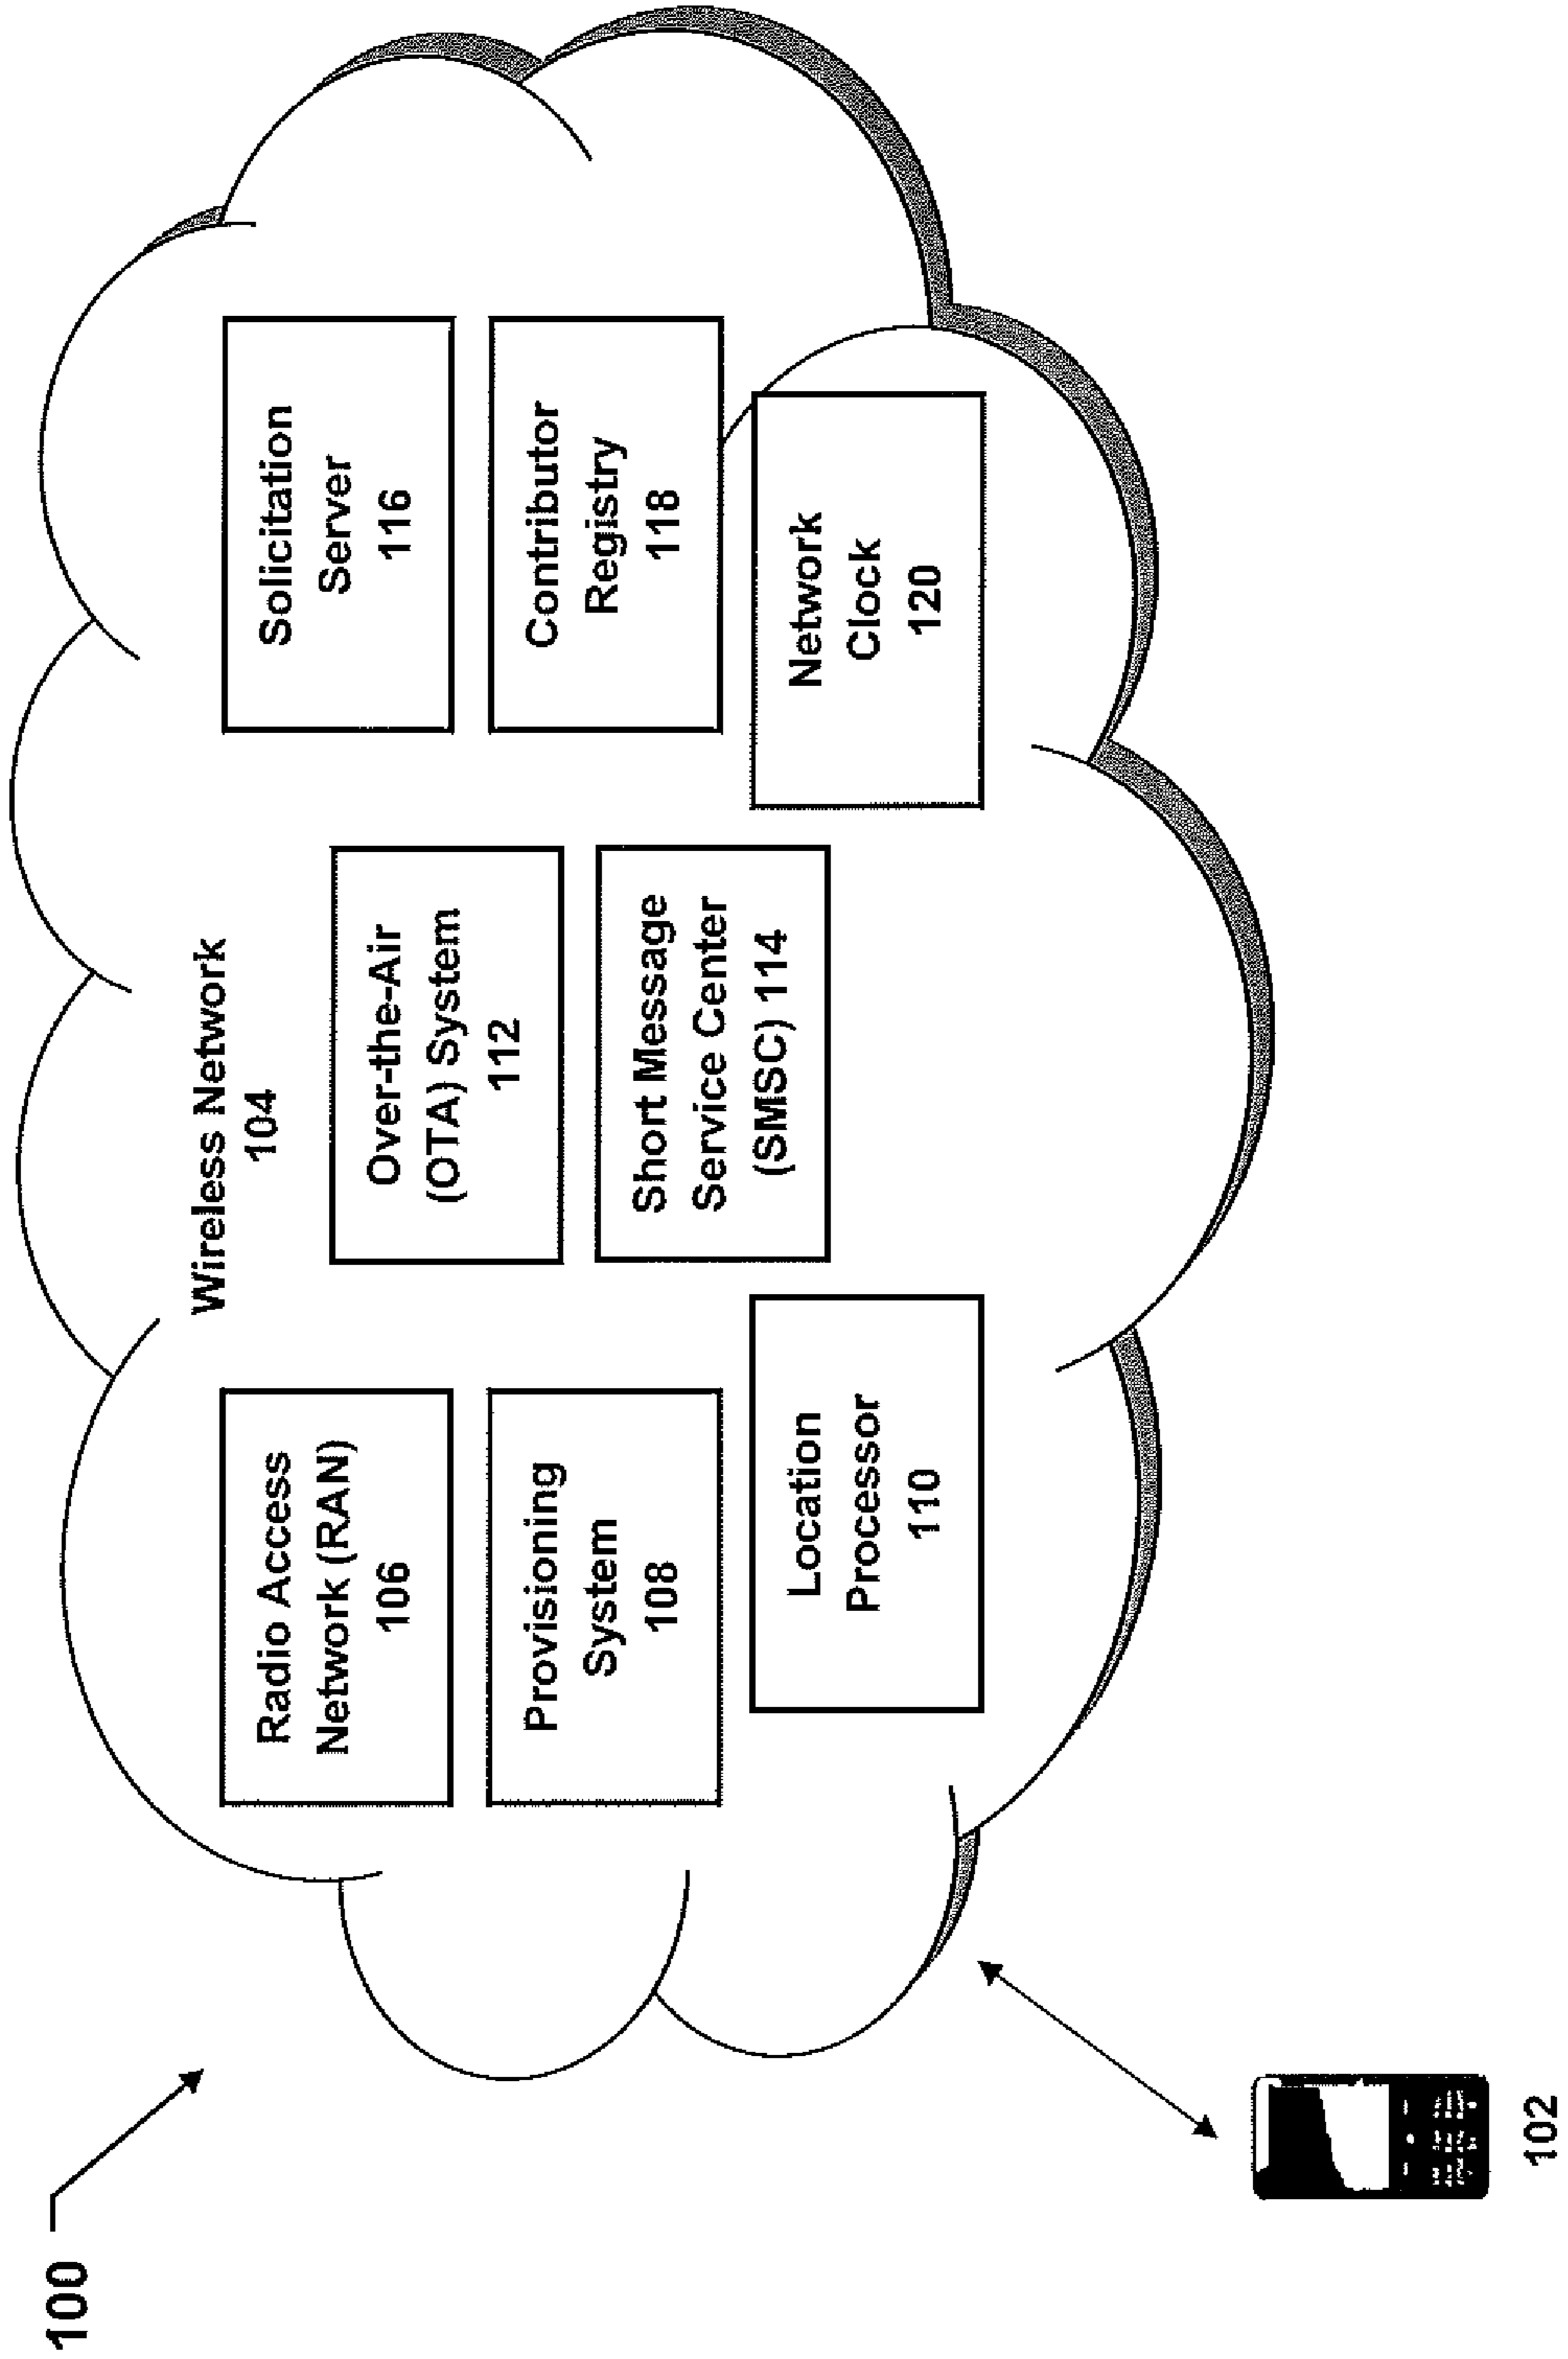 100
Wireless Network
104
Radio Access
Network (RAN)
106
Provisioning
System
108
Location
Processor
110
Over-the-Air
(OTA) System
112
Short Message
Service Center
(SMSC) 114
Solicitation
Server
116
Contributor
Registry
118
Network
Clock
120
102